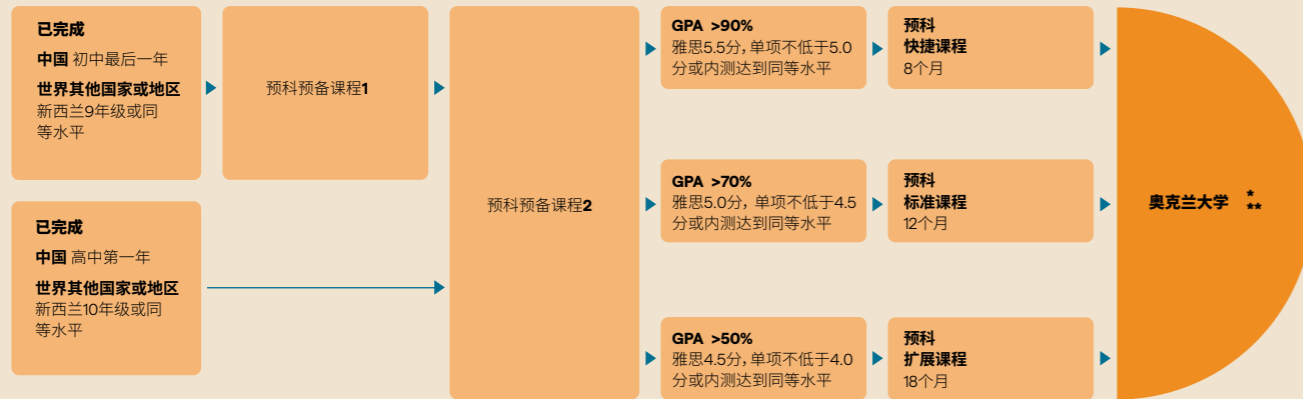 已完成
中国 初中最后一年
世界其他国家或地区
新西兰9年级或同
等水平
预科预备课程1
已完成
中国 高中第一年
世界其他国家或地区
新西兰10年级或同
等水平
预科预备课程2
GPA >90%
雅思5.5分，单项不低于5.0
分或内测达到同等水平
预科
快捷课程
8个月
GPA >70%
雅思5.0分，单项不低于4.5
分或内测达到同等水平
预科
标准课程
12个月
GPA >50%
雅思4.5分，单项不低于4.0
分或内测达到同等水平
预科
扩展课程
18个月
奥克兰大学 *
**